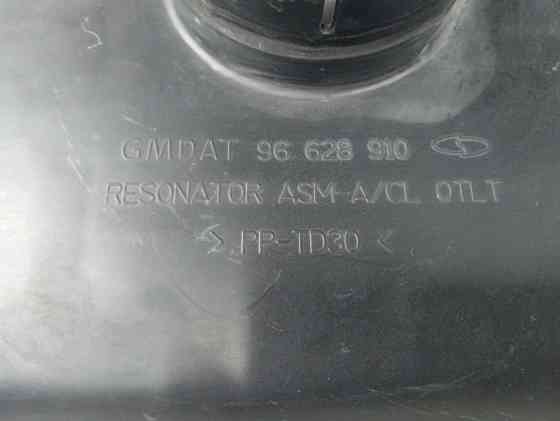 GMDAT 96 628 910
RESONATOR ASM-A/CL OTLT
> PP-TD30 <